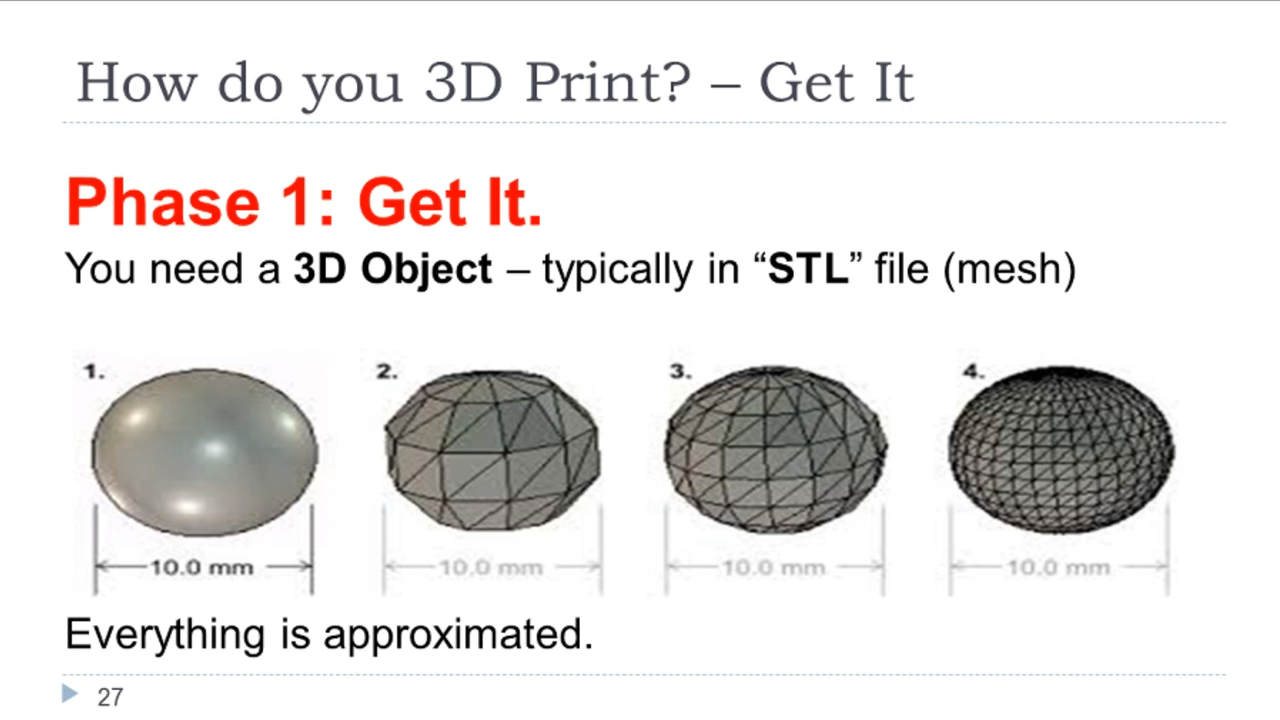 How do you 3D Print? – Get It
Phase 1: Get It.
You need a 3D Object – typically in “STL” file (mesh)
1. 2. 3. 4.
10.0 mm 10.0 mm 10.0 mm 10.0 mm
Everything is approximated.
27